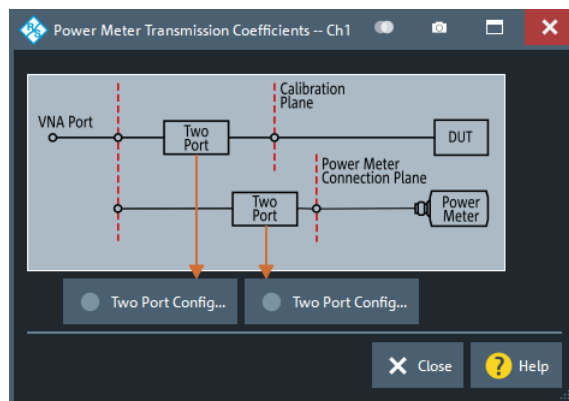 Power Meter Transmission Coefficients -- Ch1
Calibration
Plane
VNA Port
Two
Port
DUT
Power Meter
Connection Plane
Two
Port
Power
Meter
Two Port Config...
Two Port Config...
Close
? Help